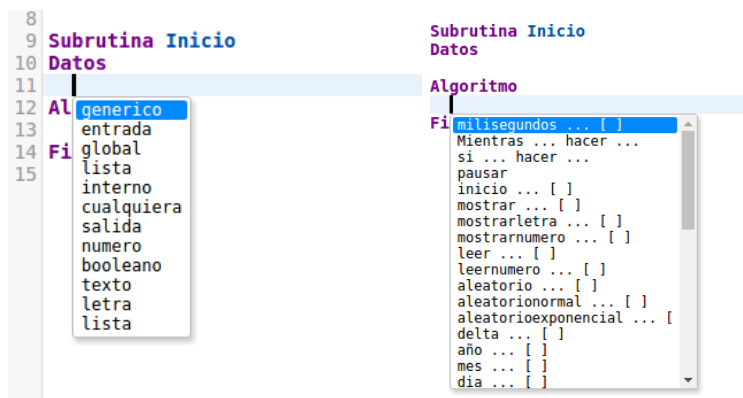 8
9 Subrutina Inicio
10 Datos
11
12 Al
13
14 Fi
15
generico
entrada
global
lista
interno
cualquiera
salida
numero
booleano
texto
letra
lista
Subrutina Inicio
Datos
Algoritmo
Fi
milisegundos ... [ ]
Mientras ... hacer ...
si ... hacer ...
pausar
inicio ... [ ]
mostrar ... [ ]
mostrarletra ... [ ]
mostrarnumero ... [ ]
leer ... [ ]
leernumero ... [ ]
aleatorio ... [ ]
aleatorionormal ... [ ]
aleatorioexponencial ... [
delta ... [ ]
año ... [ ]
mes ... [ ]
dia ... [ ]